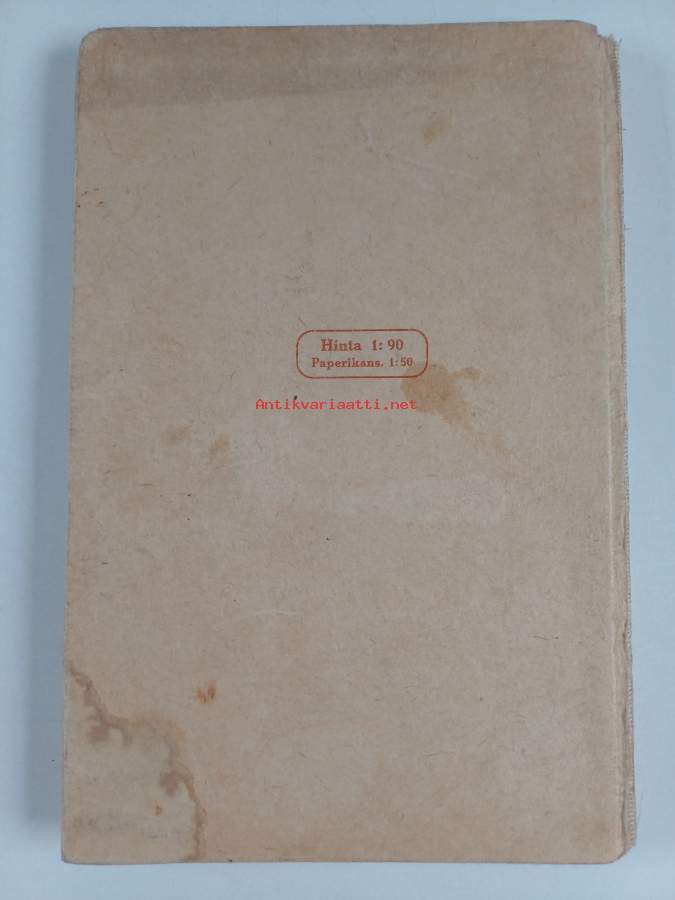 Hinta 1: 90
Paperikans. 1: 50
Antikvariaatti.net